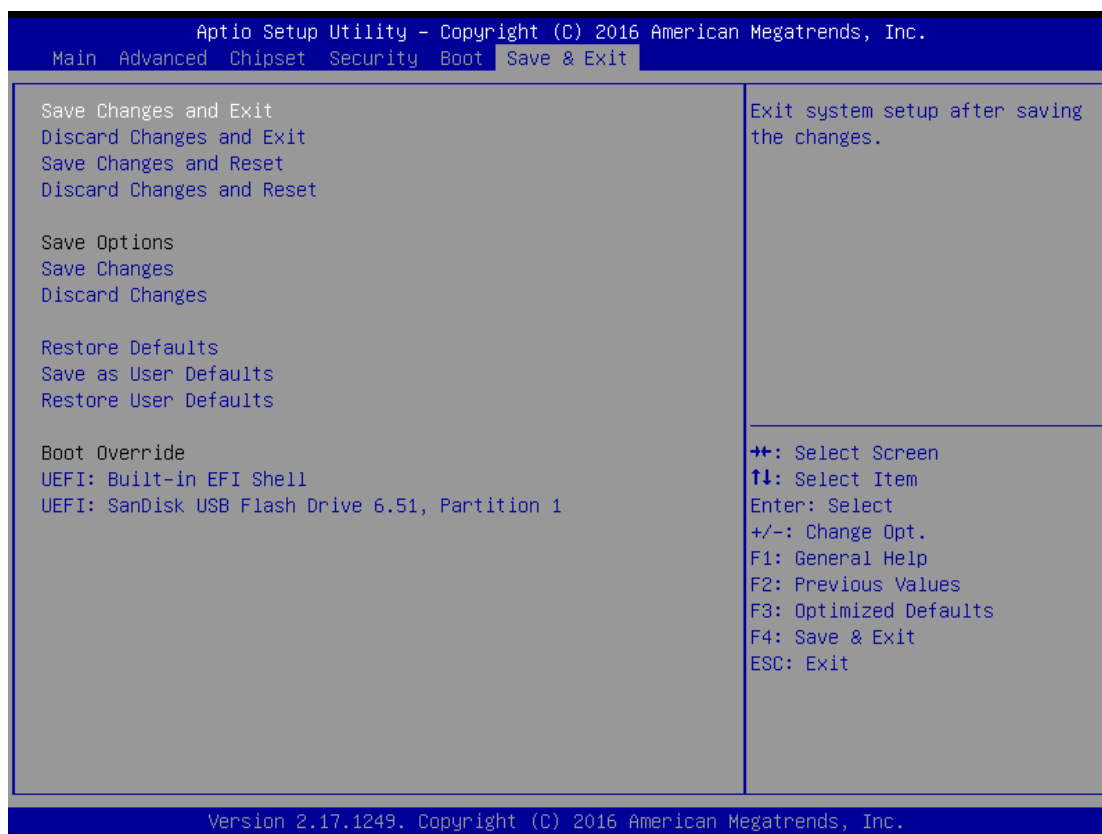 Aptio Setup Utility – Copyright (C) 2016 American Megatrends, Inc.
Main Advanced Chipset Security Boot Save & Exit
Save Changes and Exit
Discard Changes and Exit
Save Changes and Reset
Discard Changes and Reset
Save Options
Save Changes
Discard Changes
Restore Defaults
Save as User Defaults
Restore User Defaults
Boot Override
UEFI: Built-in EFI Shell
UEFI: SanDisk USB Flash Drive 6.51, Partition 1
Exit system setup after saving
the changes.
→←: Select Screen
↑↓: Select Item
Enter: Select
+/-: Change Opt.
F1: General Help
F2: Previous Values
F3: Optimized Defaults
F4: Save & Exit
ESC: Exit
Version 2.17.1249. Copyright (C) 2016 American Megatrends, Inc.